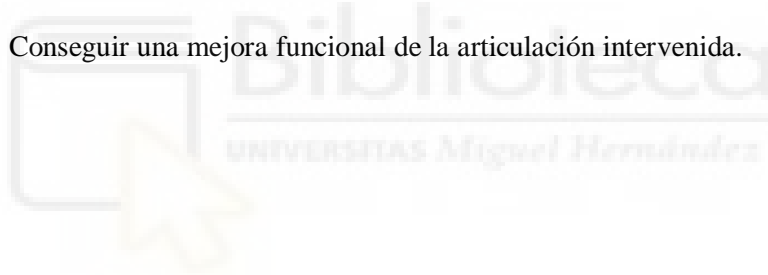 Conseguir una mejora funcional de la articulación intervenida.
Biblioteca
UNIVERSITAS Miguel Hernández